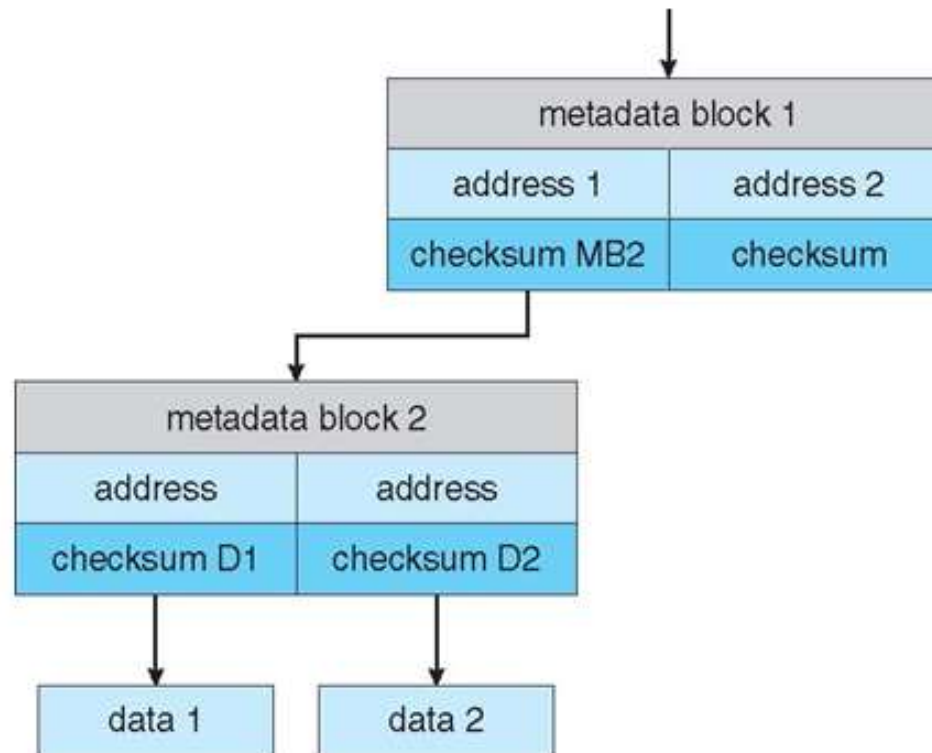 metadata block 1
address 1 address 2
checksum MB2 checksum
metadata block 2
address address
checksum D1 checksum D2
data 1 data 2